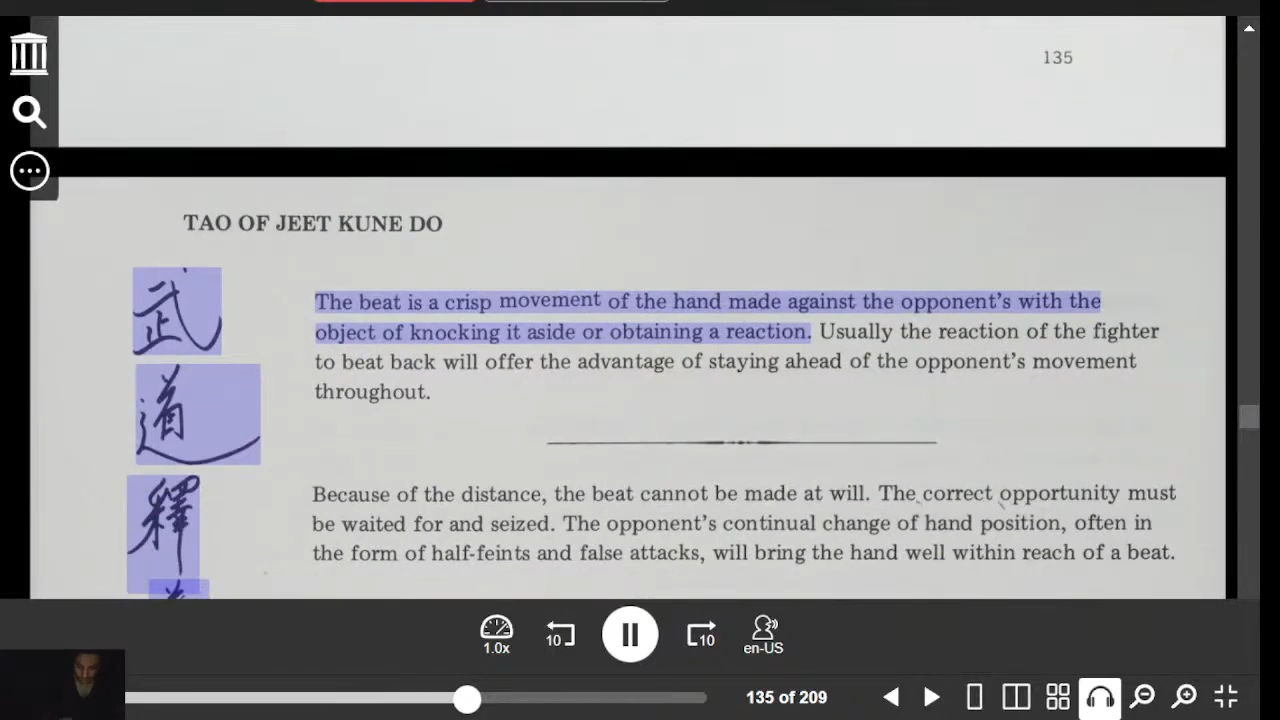 135
TAO OF JEET KUNE DO
武
道
釋
The beat is a crisp movement of the hand made against the opponent's with the
object of knocking it aside or obtaining a reaction. Usually the reaction of the fighter
to beat back will offer the advantage of staying ahead of the opponent's movement
throughout.
Because of the distance, the beat cannot be made at will. The correct opportunity must
be waited for and seized. The opponent's continual change of hand position, often in
the form of half-feints and false attacks, will bring the hand well within reach of a beat.
1.0x
10
10
en-US
135 of 209